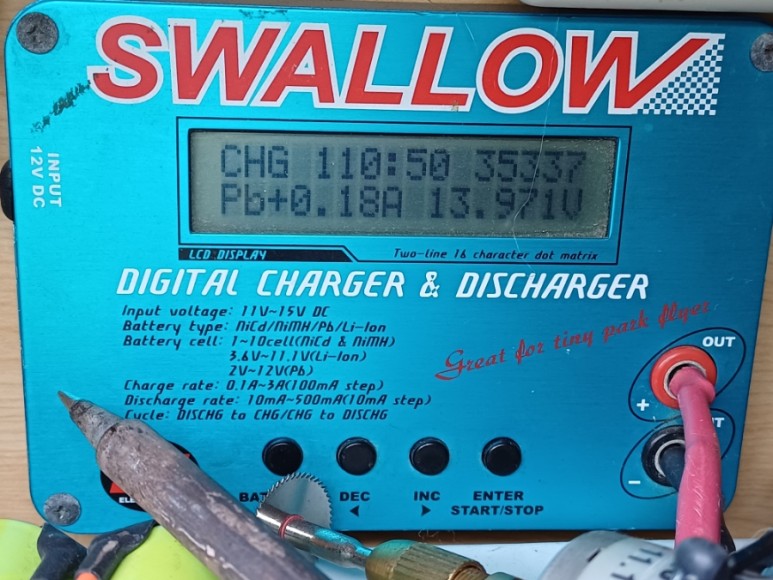 SWALLOW
INPUT
12V DC
CHG 110:50 35337
Pb+0.18A 13.971V
LCD DISPLAY
Two-line 16 character dot matrix
DIGITAL CHARGER & DISCHARGER
Input voltage: 11V~15V DC
Battery type: NiCd/NiMH/Pb/Li-Ion
Battery cell: 1~10cell(NiCd & NiMH)
3.6V~11.1V(Li-Ion)
2V~12V(Pb)
Charge rate: 0.1A~3A(100mA step)
Discharge rate: 10mA~500mA(10mA step)
Cycle: DISCHG to CHG/CHG to DISCHG
Great for tiny park flyer
OUT
+
-
DEC
INC
ENTER
START/STOP